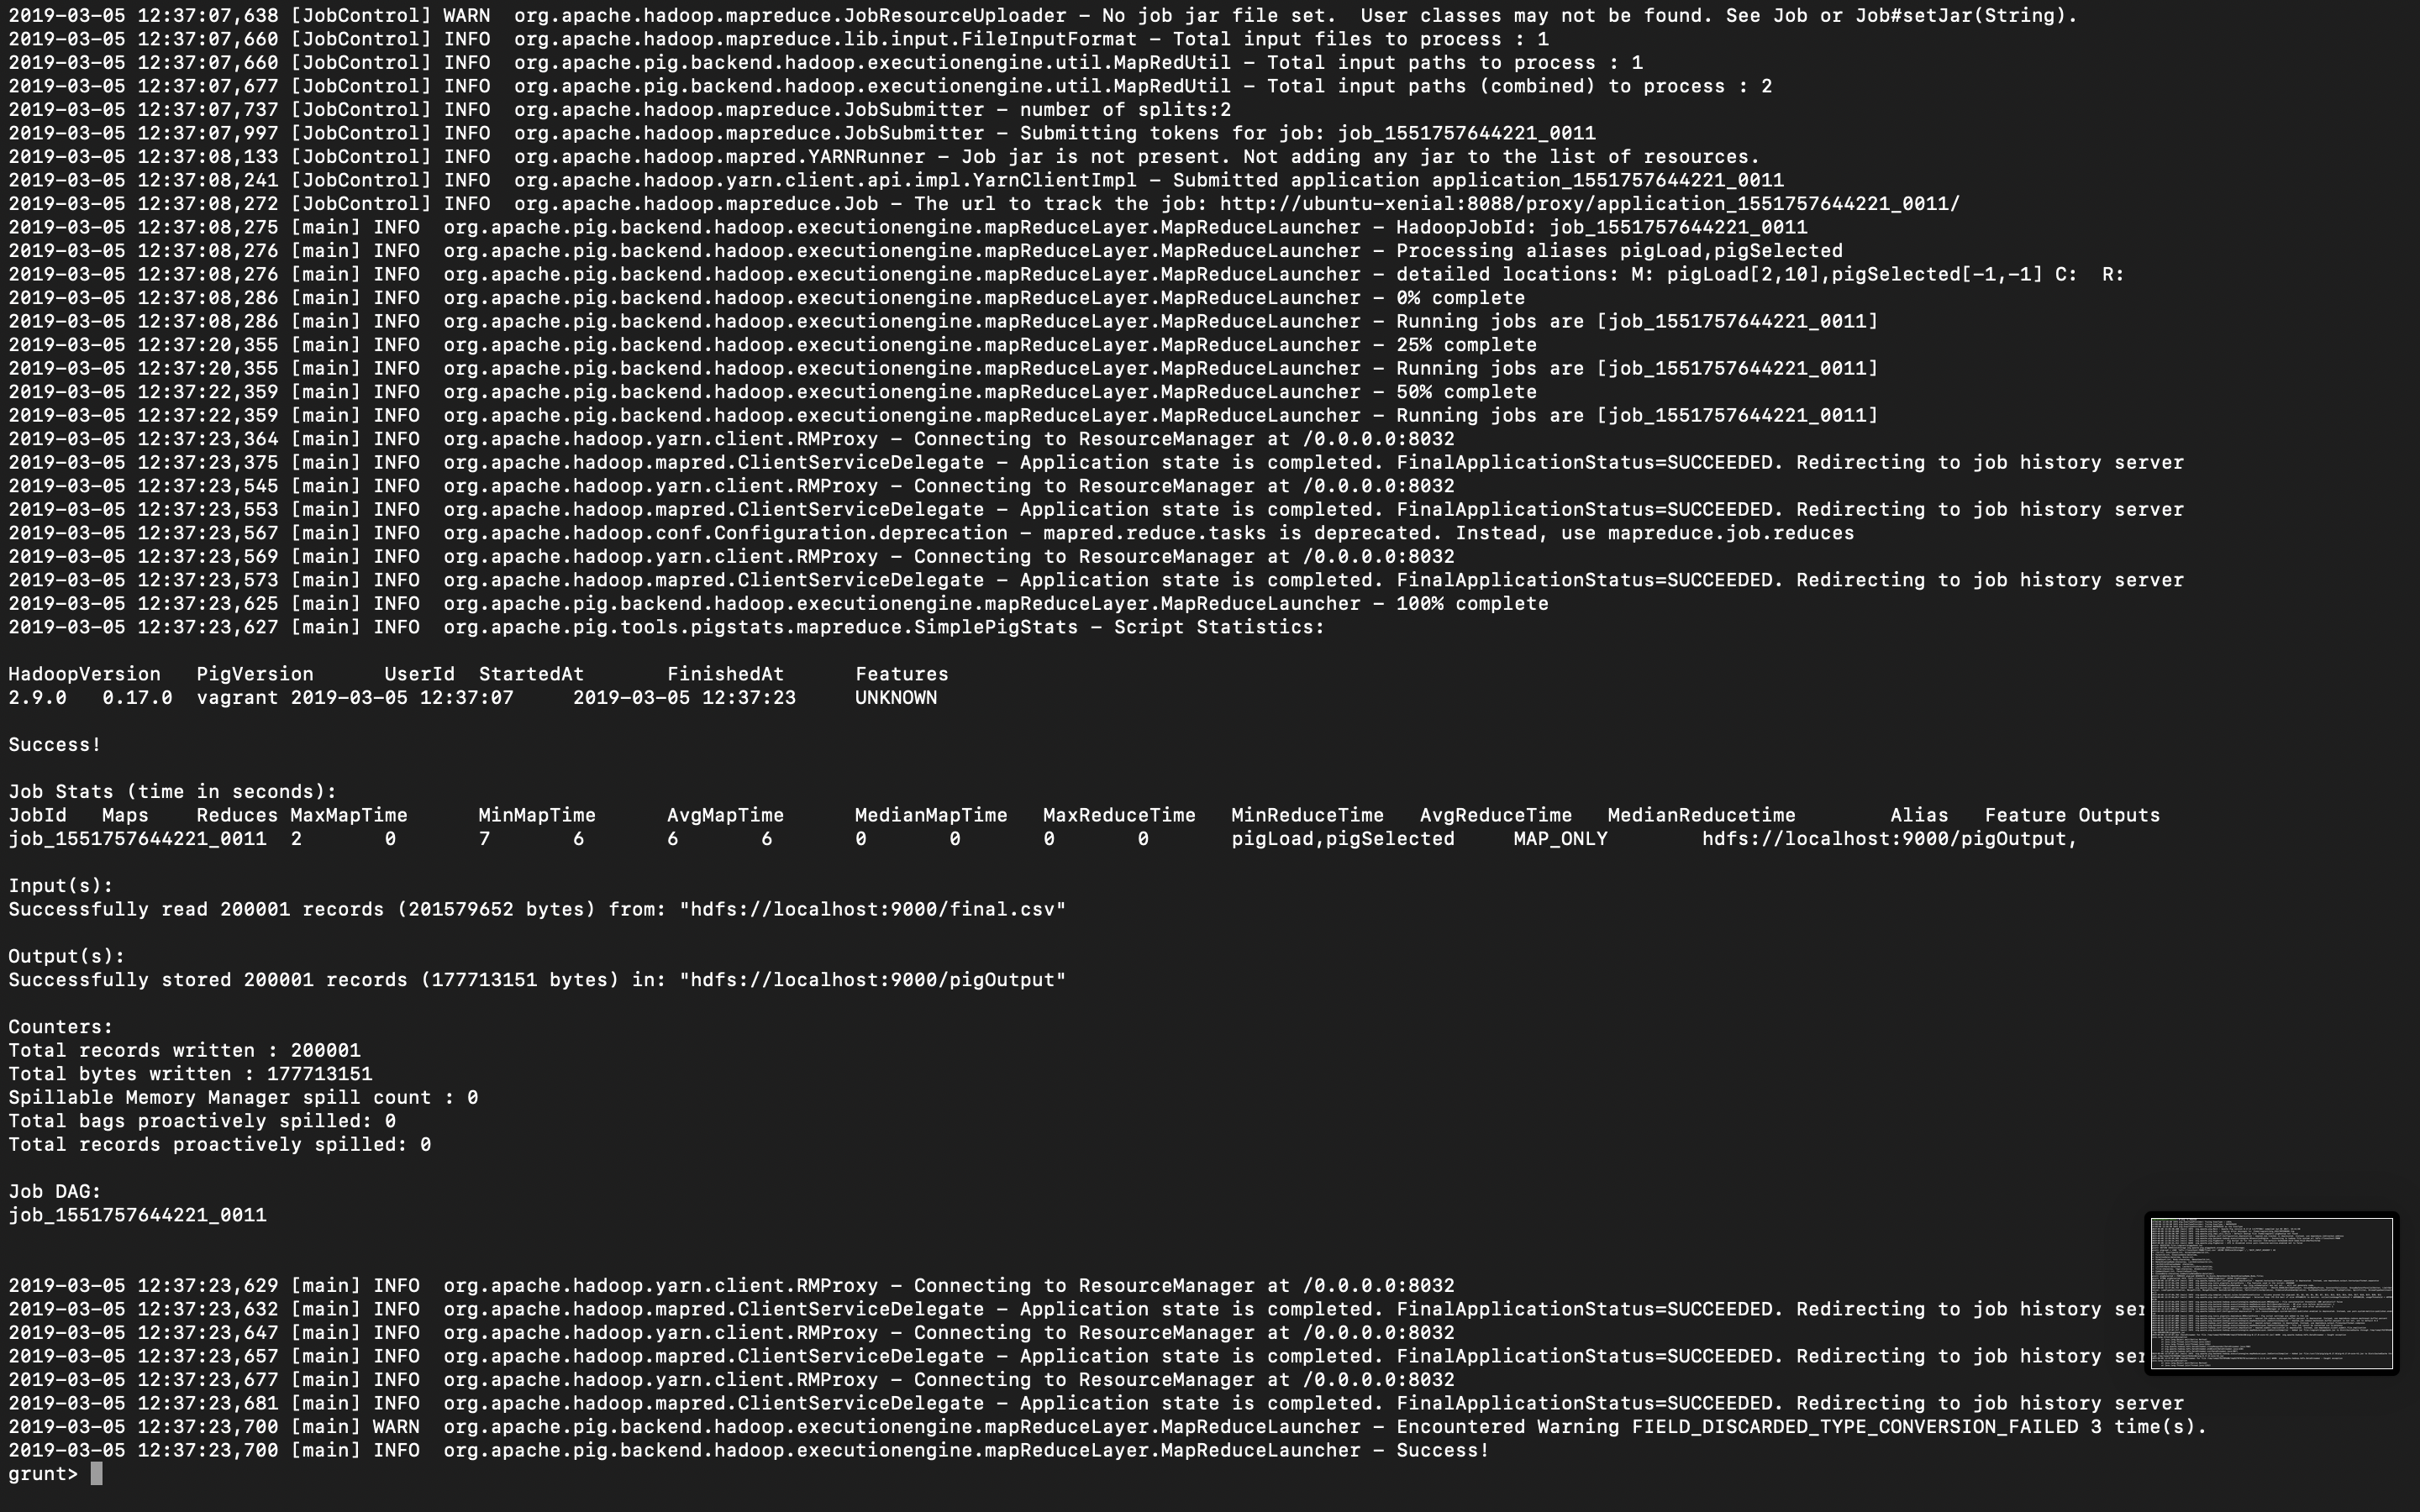 2019-03-05 12:37:07,638 [JobControl] WARN  org.apache.hadoop.mapreduce.JobResourceUploader - No job jar file set.  User classes may not be found. See Job or Job#setJar(String).
2019-03-05 12:37:07,660 [JobControl] INFO  org.apache.hadoop.mapreduce.lib.input.FileInputFormat - Total input files to process : 1
2019-03-05 12:37:07,660 [JobControl] INFO  org.apache.pig.backend.hadoop.executionengine.util.MapRedUtil - Total input paths to process : 1
2019-03-05 12:37:07,677 [JobControl] INFO  org.apache.pig.backend.hadoop.executionengine.util.MapRedUtil - Total input paths (combined) to process : 2
2019-03-05 12:37:07,737 [JobControl] INFO  org.apache.hadoop.mapreduce.JobSubmitter - number of splits:2
2019-03-05 12:37:07,997 [JobControl] INFO  org.apache.hadoop.mapreduce.JobSubmitter - Submitting tokens for job: job_1551757644221_0011
2019-03-05 12:37:08,133 [JobControl] INFO  org.apache.hadoop.mapred.YARNRunner - Job jar is not present. Not adding any jar to the list of resources.
2019-03-05 12:37:08,241 [JobControl] INFO  org.apache.hadoop.yarn.client.api.impl.YarnClientImpl - Submitted application application_1551757644221_0011
2019-03-05 12:37:08,272 [JobControl] INFO  org.apache.hadoop.mapreduce.Job - The url to track the job: http://ubuntu-xenial:8088/proxy/application_1551757644221_0011/
2019-03-05 12:37:08,275 [main] INFO  org.apache.pig.backend.hadoop.executionengine.mapReduceLayer.MapReduceLauncher - HadoopJobId: job_1551757644221_0011
2019-03-05 12:37:08,276 [main] INFO  org.apache.pig.backend.hadoop.executionengine.mapReduceLayer.MapReduceLauncher - Processing aliases pigLoad,pigSelected
2019-03-05 12:37:08,276 [main] INFO  org.apache.pig.backend.hadoop.executionengine.mapReduceLayer.MapReduceLauncher - detailed locations: M: pigLoad[2,10],pigSelected[-1,-1] C:  R:
2019-03-05 12:37:08,286 [main] INFO  org.apache.pig.backend.hadoop.executionengine.mapReduceLayer.MapReduceLauncher - 0% complete
2019-03-05 12:37:08,286 [main] INFO  org.apache.pig.backend.hadoop.executionengine.mapReduceLayer.MapReduceLauncher - Running jobs are [job_1551757644221_0011]
2019-03-05 12:37:20,355 [main] INFO  org.apache.pig.backend.hadoop.executionengine.mapReduceLayer.MapReduceLauncher - 25% complete
2019-03-05 12:37:20,355 [main] INFO  org.apache.pig.backend.hadoop.executionengine.mapReduceLayer.MapReduceLauncher - Running jobs are [job_1551757644221_0011]
2019-03-05 12:37:22,359 [main] INFO  org.apache.pig.backend.hadoop.executionengine.mapReduceLayer.MapReduceLauncher - 50% complete
2019-03-05 12:37:22,359 [main] INFO  org.apache.pig.backend.hadoop.executionengine.mapReduceLayer.MapReduceLauncher - Running jobs are [job_1551757644221_0011]
2019-03-05 12:37:23,364 [main] INFO  org.apache.hadoop.yarn.client.RMProxy - Connecting to ResourceManager at /0.0.0.0:8032
2019-03-05 12:37:23,375 [main] INFO  org.apache.hadoop.mapred.ClientServiceDelegate - Application state is completed. FinalApplicationStatus=SUCCEEDED. Redirecting to job history server
2019-03-05 12:37:23,545 [main] INFO  org.apache.hadoop.yarn.client.RMProxy - Connecting to ResourceManager at /0.0.0.0:8032
2019-03-05 12:37:23,553 [main] INFO  org.apache.hadoop.mapred.ClientServiceDelegate - Application state is completed. FinalApplicationStatus=SUCCEEDED. Redirecting to job history server
2019-03-05 12:37:23,567 [main] INFO  org.apache.hadoop.conf.Configuration.deprecation - mapred.reduce.tasks is deprecated. Instead, use mapreduce.job.reduces
2019-03-05 12:37:23,569 [main] INFO  org.apache.hadoop.yarn.client.RMProxy - Connecting to ResourceManager at /0.0.0.0:8032
2019-03-05 12:37:23,573 [main] INFO  org.apache.hadoop.mapred.ClientServiceDelegate - Application state is completed. FinalApplicationStatus=SUCCEEDED. Redirecting to job history server
2019-03-05 12:37:23,625 [main] INFO  org.apache.pig.backend.hadoop.executionengine.mapReduceLayer.MapReduceLauncher - 100% complete
2019-03-05 12:37:23,627 [main] INFO  org.apache.pig.tools.pigstats.mapreduce.SimplePigStats - Script Statistics:
HadoopVersion   PigVersion      UserId  StartedAt       FinishedAt      Features
2.9.0   0.17.0  vagrant 2019-03-05 12:37:07     2019-03-05 12:37:23     UNKNOWN
Success!
Job Stats (time in seconds):
JobId   Maps    Reduces MaxMapTime      MinMapTime      AvgMapTime      MedianMapTime   MaxReduceTime   MinReduceTime   AvgReduceTime   MedianReducetime        Alias   Feature Outputs
job_1551757644221_0011  2       0       7       6       6       6       0       0       0       0       pigLoad,pigSelected     MAP_ONLY        hdfs://localhost:9000/pigOutput,
Input(s):
Successfully read 200001 records (201579652 bytes) from: "hdfs://localhost:9000/final.csv"
Output(s):
Successfully stored 200001 records (177713151 bytes) in: "hdfs://localhost:9000/pigOutput"
Counters:
Total records written : 200001
Total bytes written : 177713151
Spillable Memory Manager spill count : 0
Total bags proactively spilled: 0
Total records proactively spilled: 0
Job DAG:
job_1551757644221_0011
2019-03-05 12:37:23,629 [main] INFO  org.apache.hadoop.yarn.client.RMProxy - Connecting to ResourceManager at /0.0.0.0:8032
2019-03-05 12:37:23,632 [main] INFO  org.apache.hadoop.mapred.ClientServiceDelegate - Application state is completed. FinalApplicationStatus=SUCCEEDED. Redirecting to job history ser
2019-03-05 12:37:23,647 [main] INFO  org.apache.hadoop.yarn.client.RMProxy - Connecting to ResourceManager at /0.0.0.0:8032
2019-03-05 12:37:23,657 [main] INFO  org.apache.hadoop.mapred.ClientServiceDelegate - Application state is completed. FinalApplicationStatus=SUCCEEDED. Redirecting to job history ser
2019-03-05 12:37:23,677 [main] INFO  org.apache.hadoop.yarn.client.RMProxy - Connecting to ResourceManager at /0.0.0.0:8032
2019-03-05 12:37:23,681 [main] INFO  org.apache.hadoop.mapred.ClientServiceDelegate - Application state is completed. FinalApplicationStatus=SUCCEEDED. Redirecting to job history server
2019-03-05 12:37:23,700 [main] WARN  org.apache.pig.backend.hadoop.executionengine.mapReduceLayer.MapReduceLauncher - Encountered Warning FIELD_DISCARDED_TYPE_CONVERSION_FAILED 3 time(s).
2019-03-05 12:37:23,700 [main] INFO  org.apache.pig.backend.hadoop.executionengine.mapReduceLayer.MapReduceLauncher - Success!
grunt>